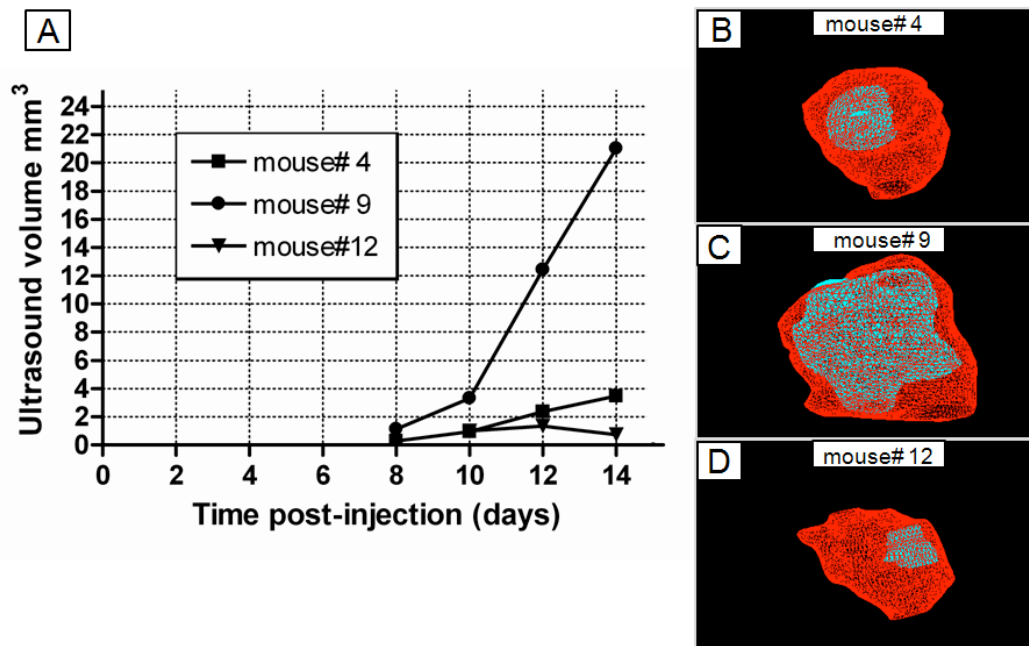 A
Ultrasound volume mm³
24
22
20
18
16
14
12
10
8
6
4
2
0
mouse# 4
mouse# 9
mouse#12
0 2 4 6 8 10 12 14
Time post-injection (days)
B
mouse# 4
C
mouse# 9
D
mouse# 12